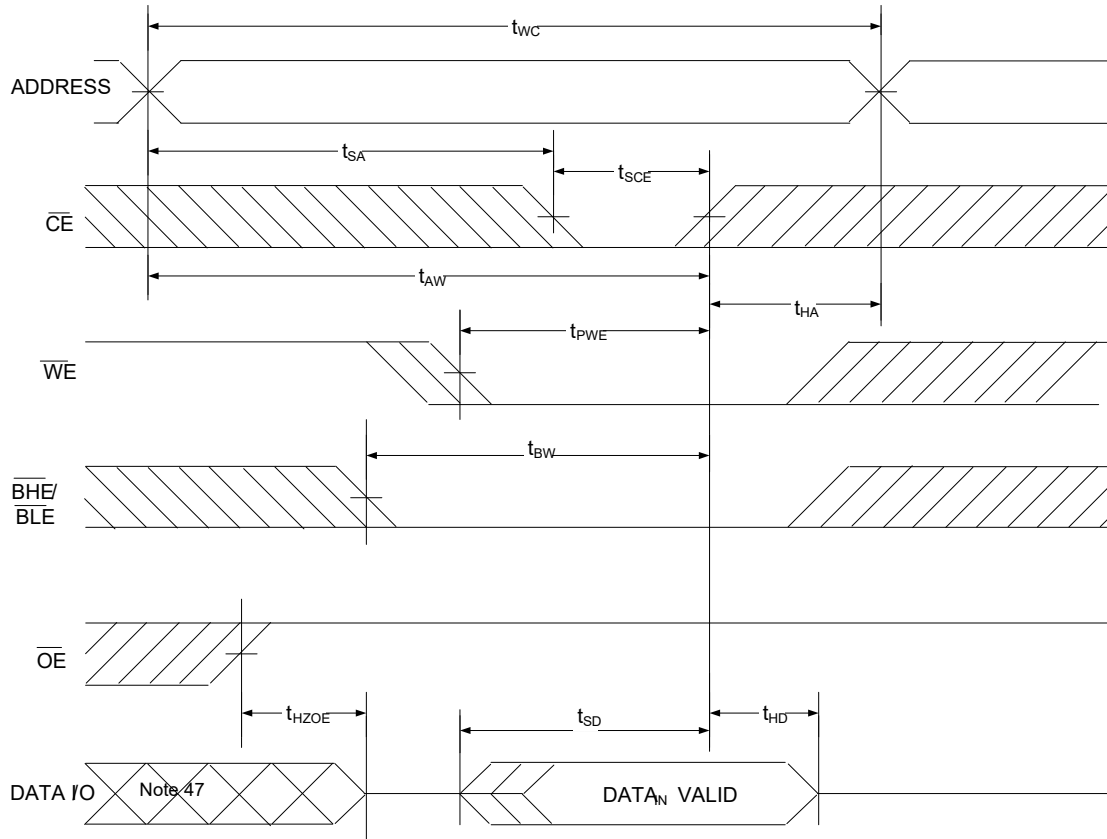 tWC
ADDRESS
tSA
tSCE
CE
tAW
tHA
tPWE
WE
tBW
BHE/
BLE
OE
tHZOE
tSD
tHD
DATA I/O
Note 47
DATAIN VALID